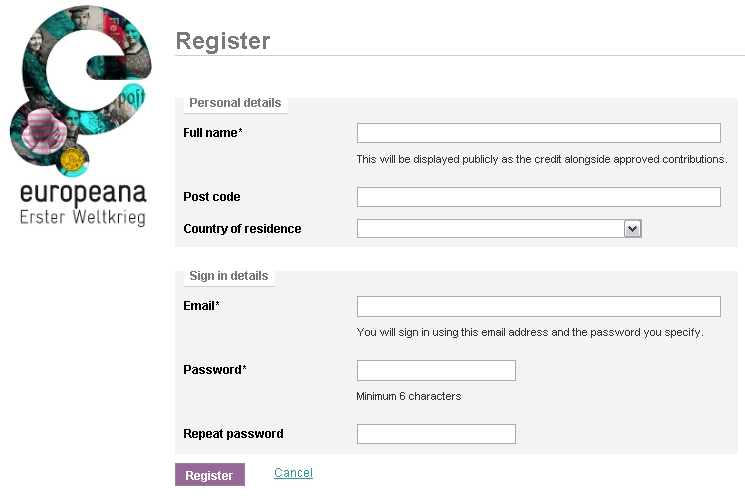 Register
Personal details
Full name*
This will be displayed publicly as the credit alongside approved contributions.
Post code
Country of residence
Sign in details
Email*
You will sign in using this email address and the password you specify.
Password*
Minimum 6 characters
Repeat password
Register Cancel
europeana
Erster Weltkrieg